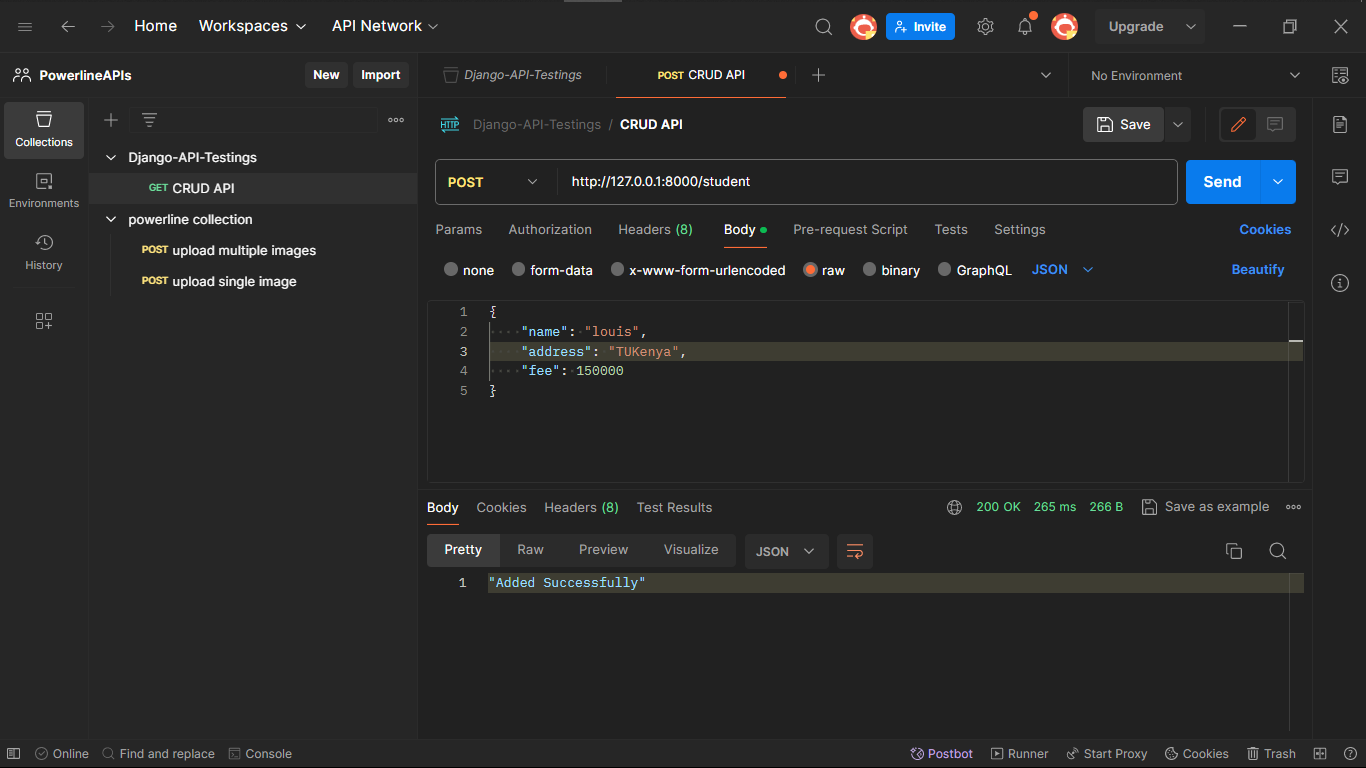 Home Workspaces API Network Invite Upgrade
PowerlineAPIs New Import Django-API-Testings POST CRUD API No Environment
Collections
Environments
History
Django-API-Testings
GET CRUD API
powerline collection
POST upload multiple images
POST upload single image
HTTP Django-API-Testings / CRUD API Save
POST http://127.0.0.1:8000/student Send
Params Authorization Headers (8) Body Pre-request Script Tests Settings Cookies
none form-data x-www-form-urlencoded raw binary GraphQL JSON Beautify
1 {
2 "name": "louis",
3 "address": "TUKenya",
4 "fee": 150000
5 }
Body Cookies Headers (8) Test Results 200 OK 265 ms 266 B Save as example
Pretty Raw Preview Visualize JSON
1 "Added Successfully"
Online Find and replace Console Postbot Runner Start Proxy Cookies Trash